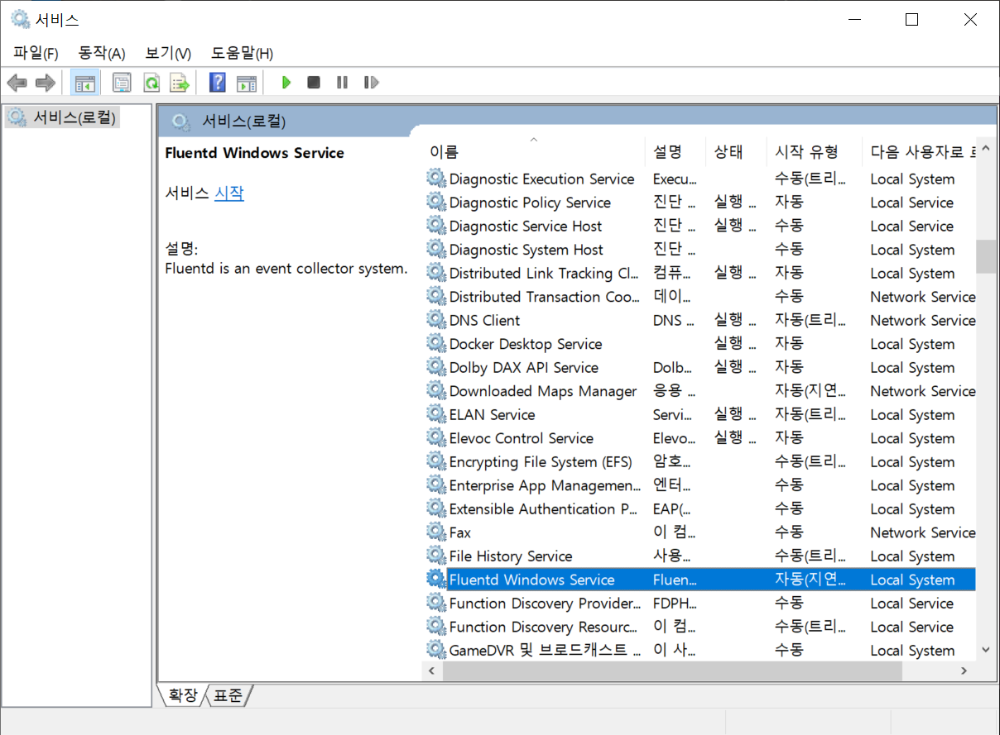 서비스
파일(F) 동작(A) 보기(V) 도움말(H)
서비스(로컬)
서비스(로컬)
Fluentd Windows Service
서비스 시작
설명:
Fluentd is an event collector system.
이름 설명 상태 시작 유형 다음 사용자로 로
Diagnostic Execution Service Execu... 수동(트리... Local System
Diagnostic Policy Service 진단 ... 실행 ... 자동 Local Service
Diagnostic Service Host 진단 ... 실행 ... 수동 Local Service
Diagnostic System Host 진단 ... 수동 Local System
Distributed Link Tracking Cl... 컴퓨... 실행 ... 자동 Local System
Distributed Transaction Coo... 데이... 수동 Network Service
DNS Client DNS ... 실행 ... 자동(트리... Network Service
Docker Desktop Service 실행 ... 자동 Local System
Dolby DAX API Service Dolb... 실행 ... 자동 Local System
Downloaded Maps Manager 응용 ... 자동(지연... Network Service
ELAN Service Servi... 실행 ... 자동(트리... Local System
Elevoc Control Service Elevo... 실행 ... 자동 Local System
Encrypting File System (EFS) 암호... 수동(트리... Local System
Enterprise App Managemen... 엔터... 수동 Local System
Extensible Authentication P... EAP(... 수동 Local System
Fax 이 컴... 수동 Network Service
File History Service 사용... 수동(트리... Local System
Fluentd Windows Service Fluen... 자동(지연... Local System
Function Discovery Provider... FDPH... 수동 Local Service
Function Discovery Resourc... 이 컴... 수동(트리... Local Service
GameDVR 및 브로드캐스트 ... 이 사... 수동 Local System
확장 표준